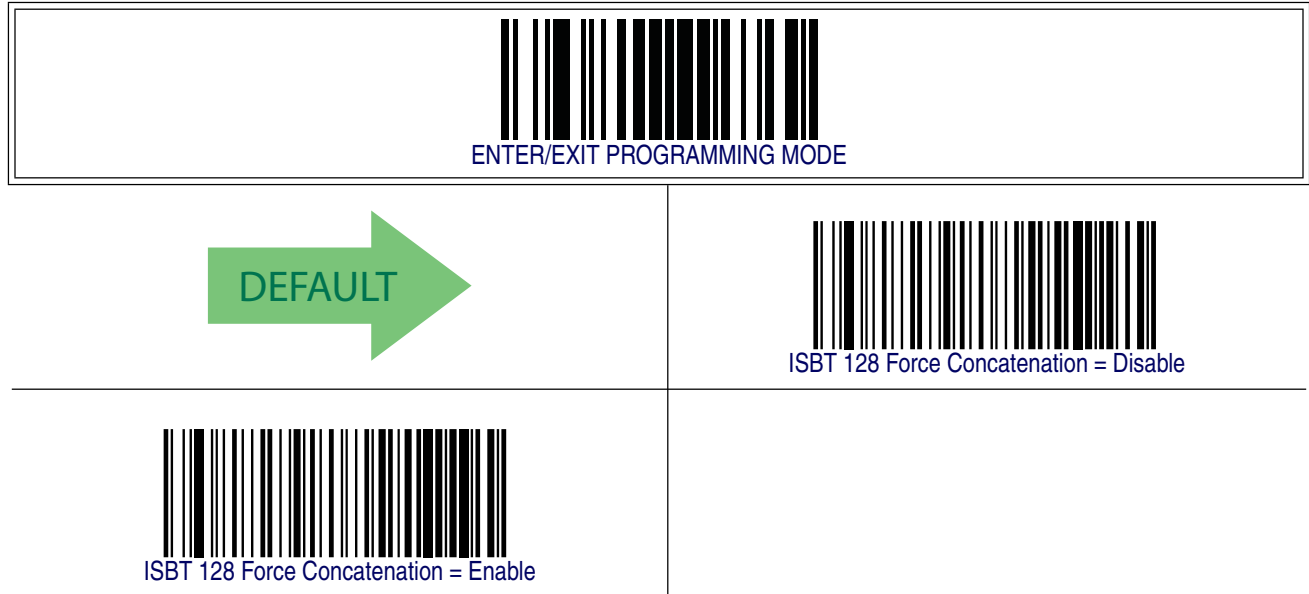 ENTER/EXIT PROGRAMMING MODE
DEFAULT
ISBT 128 Force Concatenation = Disable
ISBT 128 Force Concatenation = Enable